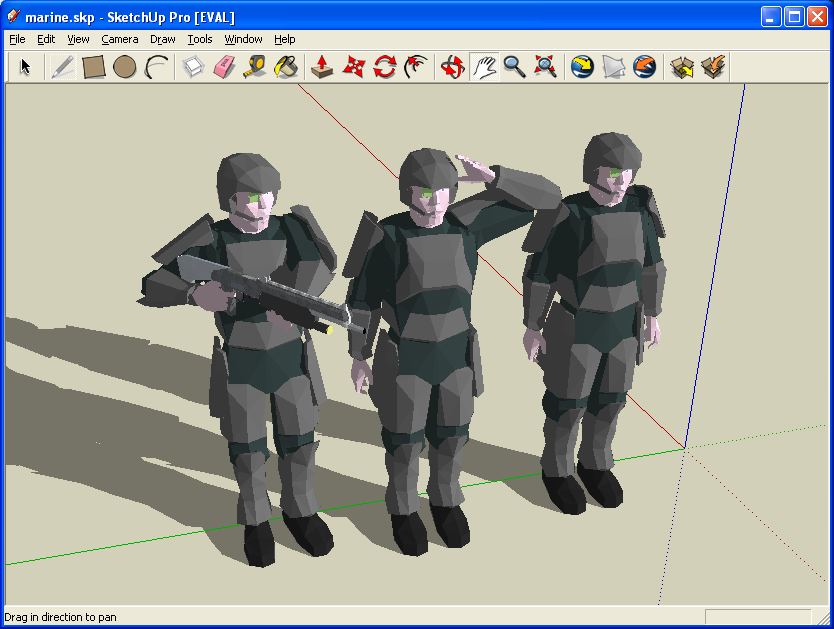 marine.skp - SketchUp Pro [EVAL]
File Edit View Camera Draw Tools Window Help
Drag in direction to pan